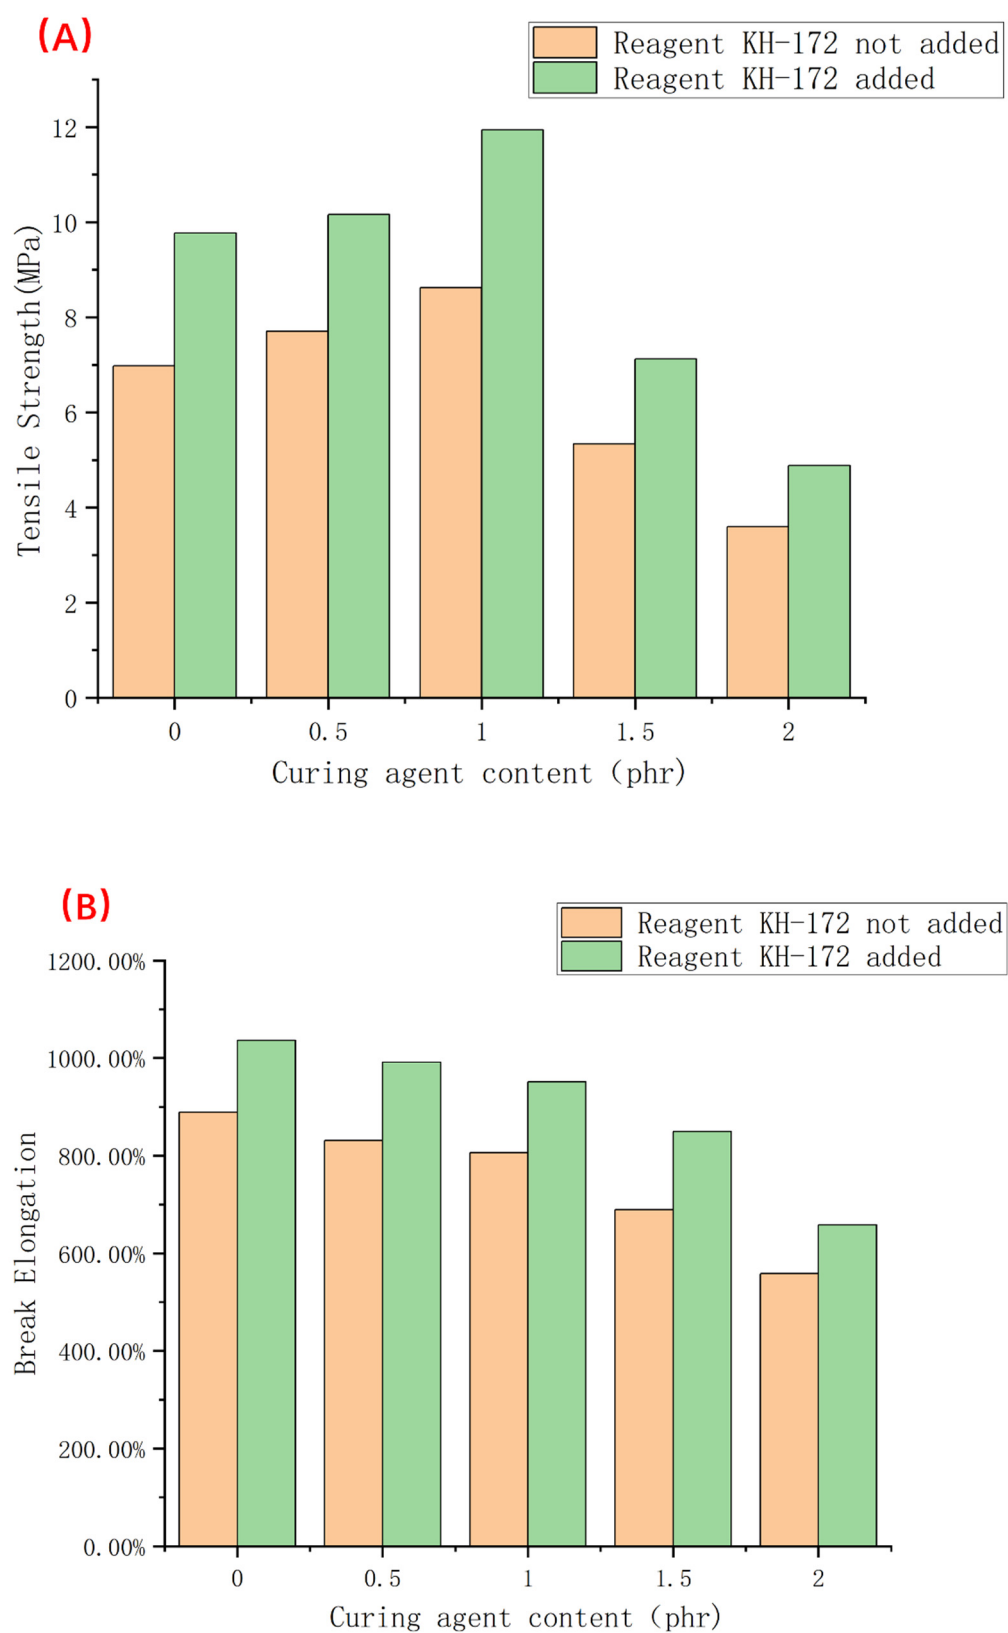 (A)
Reagent KH-172 not added
Reagent KH-172 added
12
10
8
6
4
2
0
Tensile Strength(MPa)
0 0.5 1 1.5 2
Curing agent content (phr)
(B)
Reagent KH-172 not added
Reagent KH-172 added
1200.00%
1000.00%
800.00%
600.00%
400.00%
200.00%
0.00%
Break Elongation
0 0.5 1 1.5 2
Curing agent content (phr)